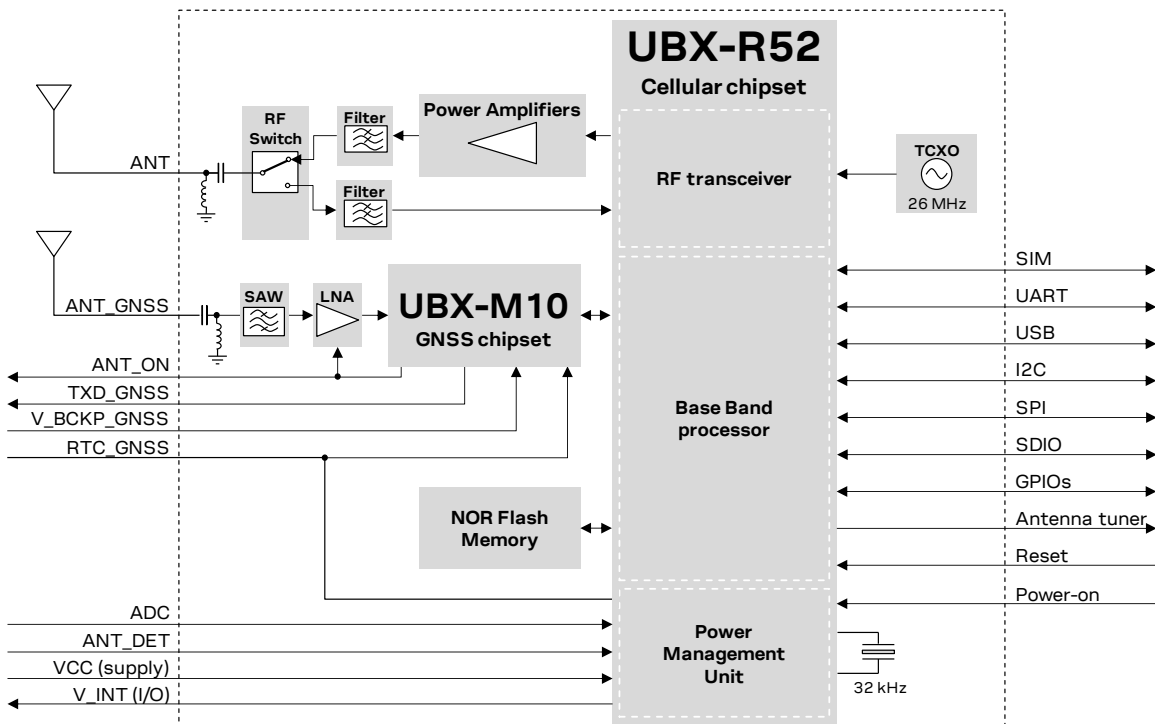 UBX-R52
Cellular chipset
RF
Switch
Filter
Power Amplifiers
ANT
Filter
RF transceiver
TCXO
26 MHz
ANT_GNSS
SAW
LNA
UBX-M10
GNSS chipset
ANT_ON
TXD_GNSS
V_BCKP_GNSS
RTC_GNSS
Base Band
processor
NOR Flash
Memory
SIM
UART
USB
I2C
SPI
SDIO
GPIOs
Antenna tuner
Reset
Power-on
ADC
ANT_DET
VCC (supply)
V_INT (I/O)
Power
Management
Unit
32 kHz